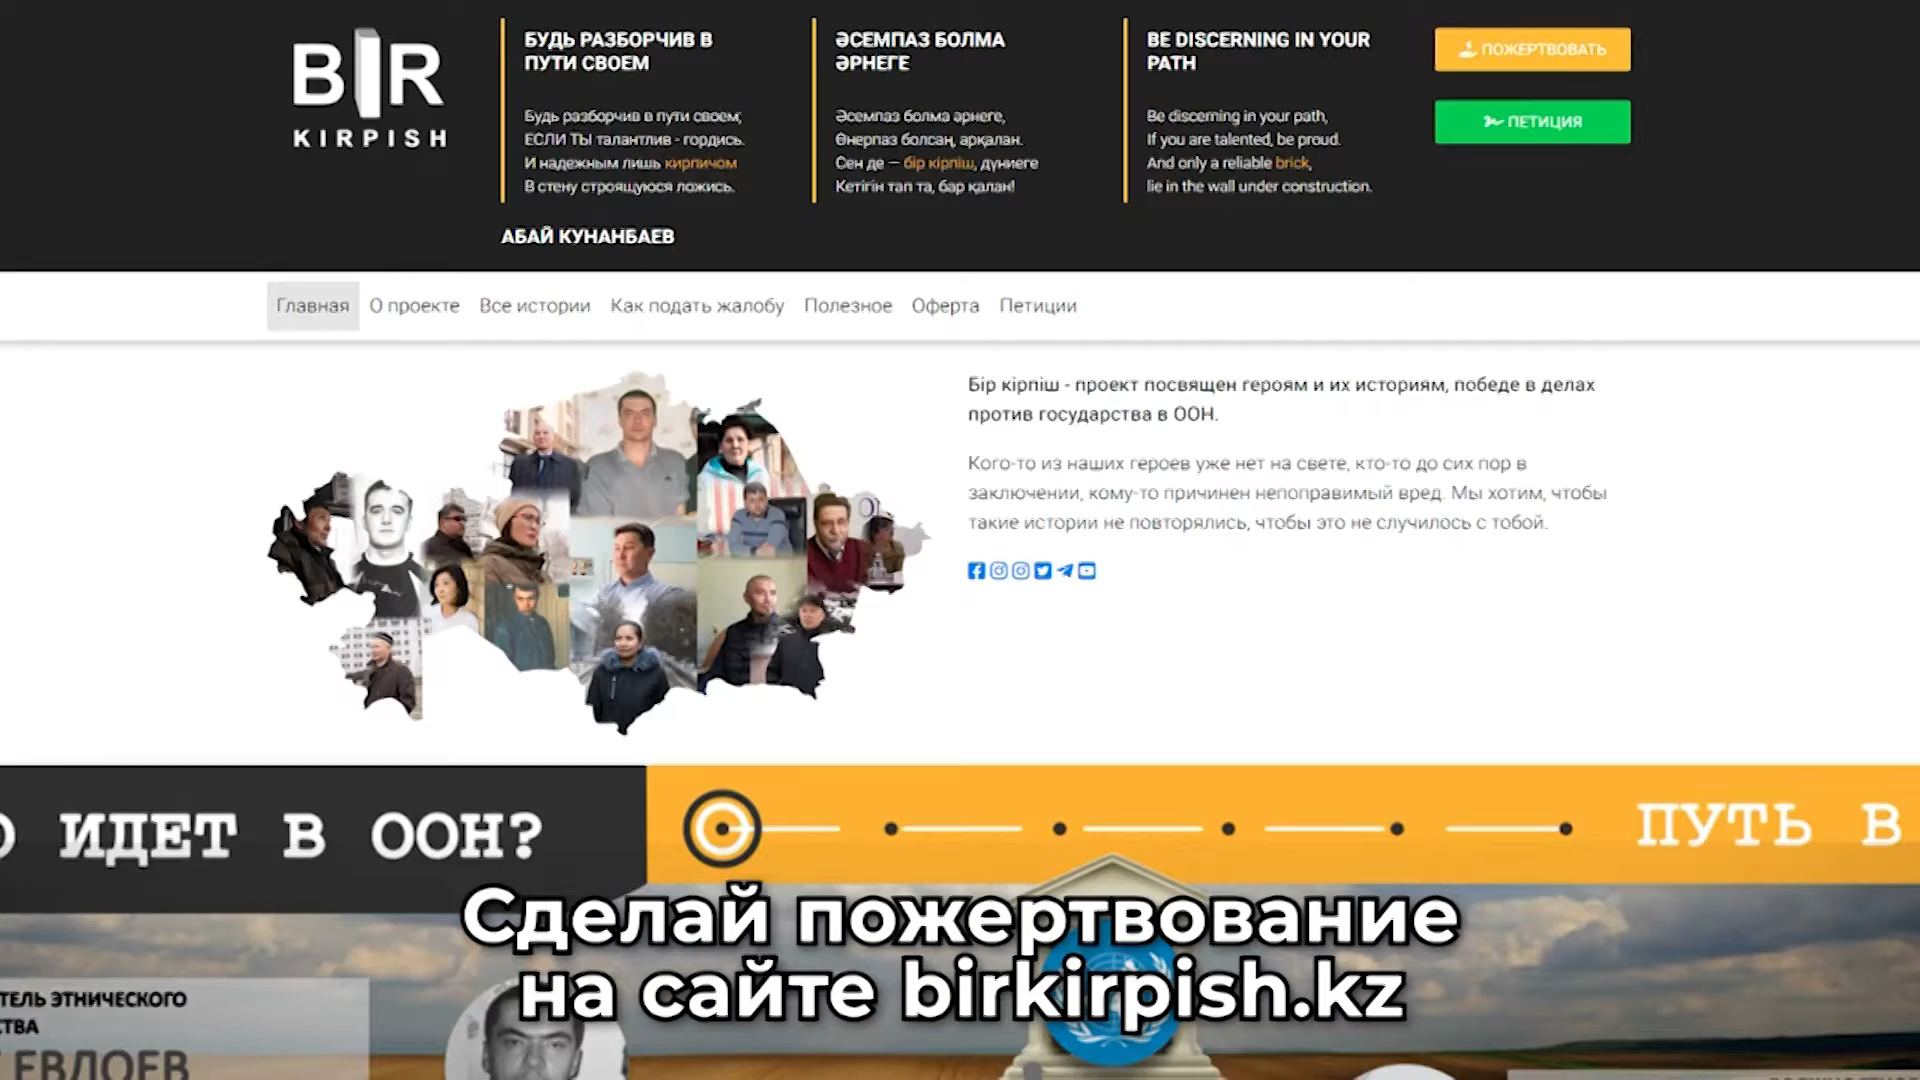 BIR
KIRPISH
БУДЬ РАЗБОРЧИВ В
ПУТИ СВОЕМ
Будь разборчив в пути своем;
ЕСЛИ ТЫ талантлив - гордись.
И надежным лишь кирпичом
В стену строящуюся ложись.
АБАЙ КУНАНБАЕВ
ӘСЕМПАЗ БОЛМА
ӘРНЕГЕ
Әсемпаз болма әрнеге,
Өнерпаз болсаң, арқалан.
Сен де – бір кірпіш, дүниеге
Кетігін тап та, бар қалан!
BE DISCERNING IN YOUR
PATH
Be discerning in your path,
If you are talented, be proud.
And only a reliable brick,
lie in the wall under construction.
ПОЖЕРТВОВАТЬ
ПЕТИЦИЯ
Главная О проекте Все истории Как подать жалобу Полезное Оферта Петиции
Бір кірпіш - проект посвящен героям и их историям, победе в делах
против государства в ООН.
Кого-то из наших героев уже нет на свете, кто-то до сих пор в
заключении, кому-то причинен непоправимый вред. Мы хотим, чтобы
такие истории не повторялись, чтобы это не случилось с тобой.
О ИДЕТ В ООН?
ПУТЬ В
Сделай пожертвование
на сайте birkirpish.kz
ТЕЛЬ ЭТНИЧЕСКОГО
СТВА
ЕВЛОЕВ